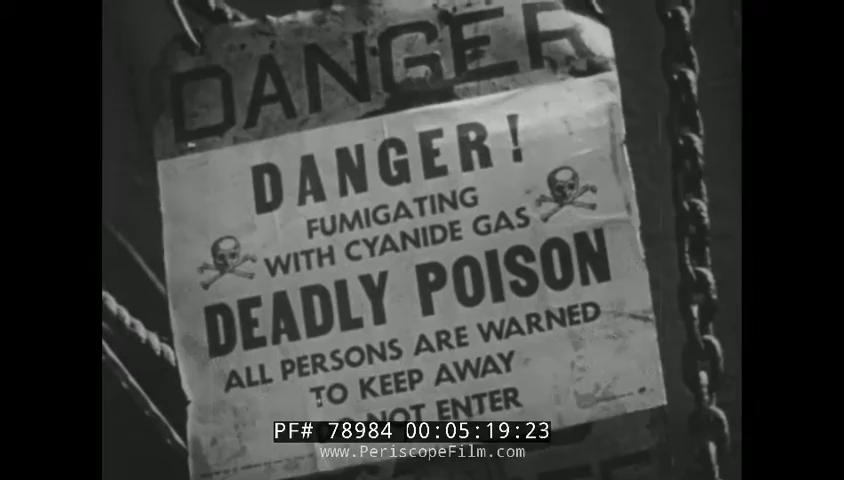 DANGER
DANGER!
FUMIGATING
WITH CYANIDE GAS
DEADLY POISON
ALL PERSONS ARE WARNED
TO KEEP AWAY
NOT ENTER
PF# 78984 00:05:19:23
www.PeriscopeFilm.com